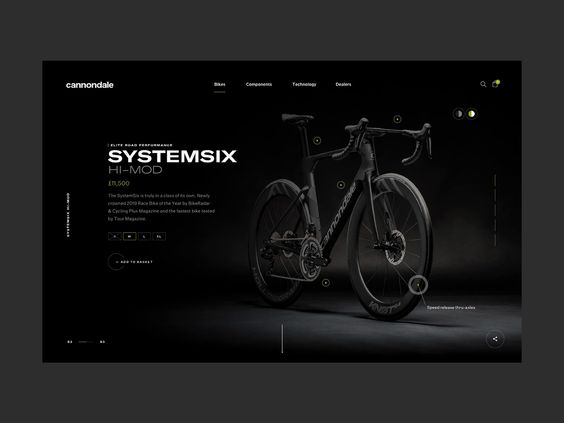 cannondale
Bikes Components Technology Dealers
ELITE ROAD PERFORMANCE
SYSTEMSIX
HI-MOD
£11,500
The SystemSix is truly in a class of its own. Newly
crowned 2019 Race Bike of the Year by BikeRadar
& Cycling Plus Magazine and the fastest bike tested
by Tour Magazine.
M L XL
+ ADD TO BASKET
SYSTEMSIX HI-MOD
cannondale
KNOT
Speed release thru-axles